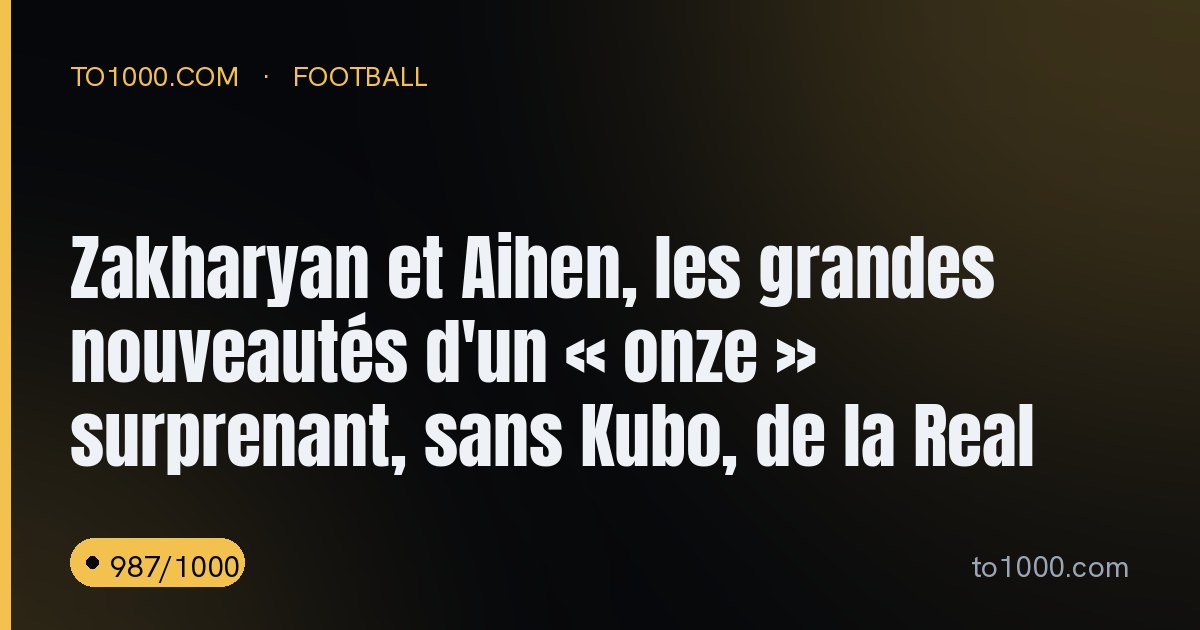 TO1000.COM · FOOTBALL
Zakharyan et Aihen, les grandes
nouveautés d'un « onze »
surprenant, sans Kubo, de la Real
987/1000
to1000.com